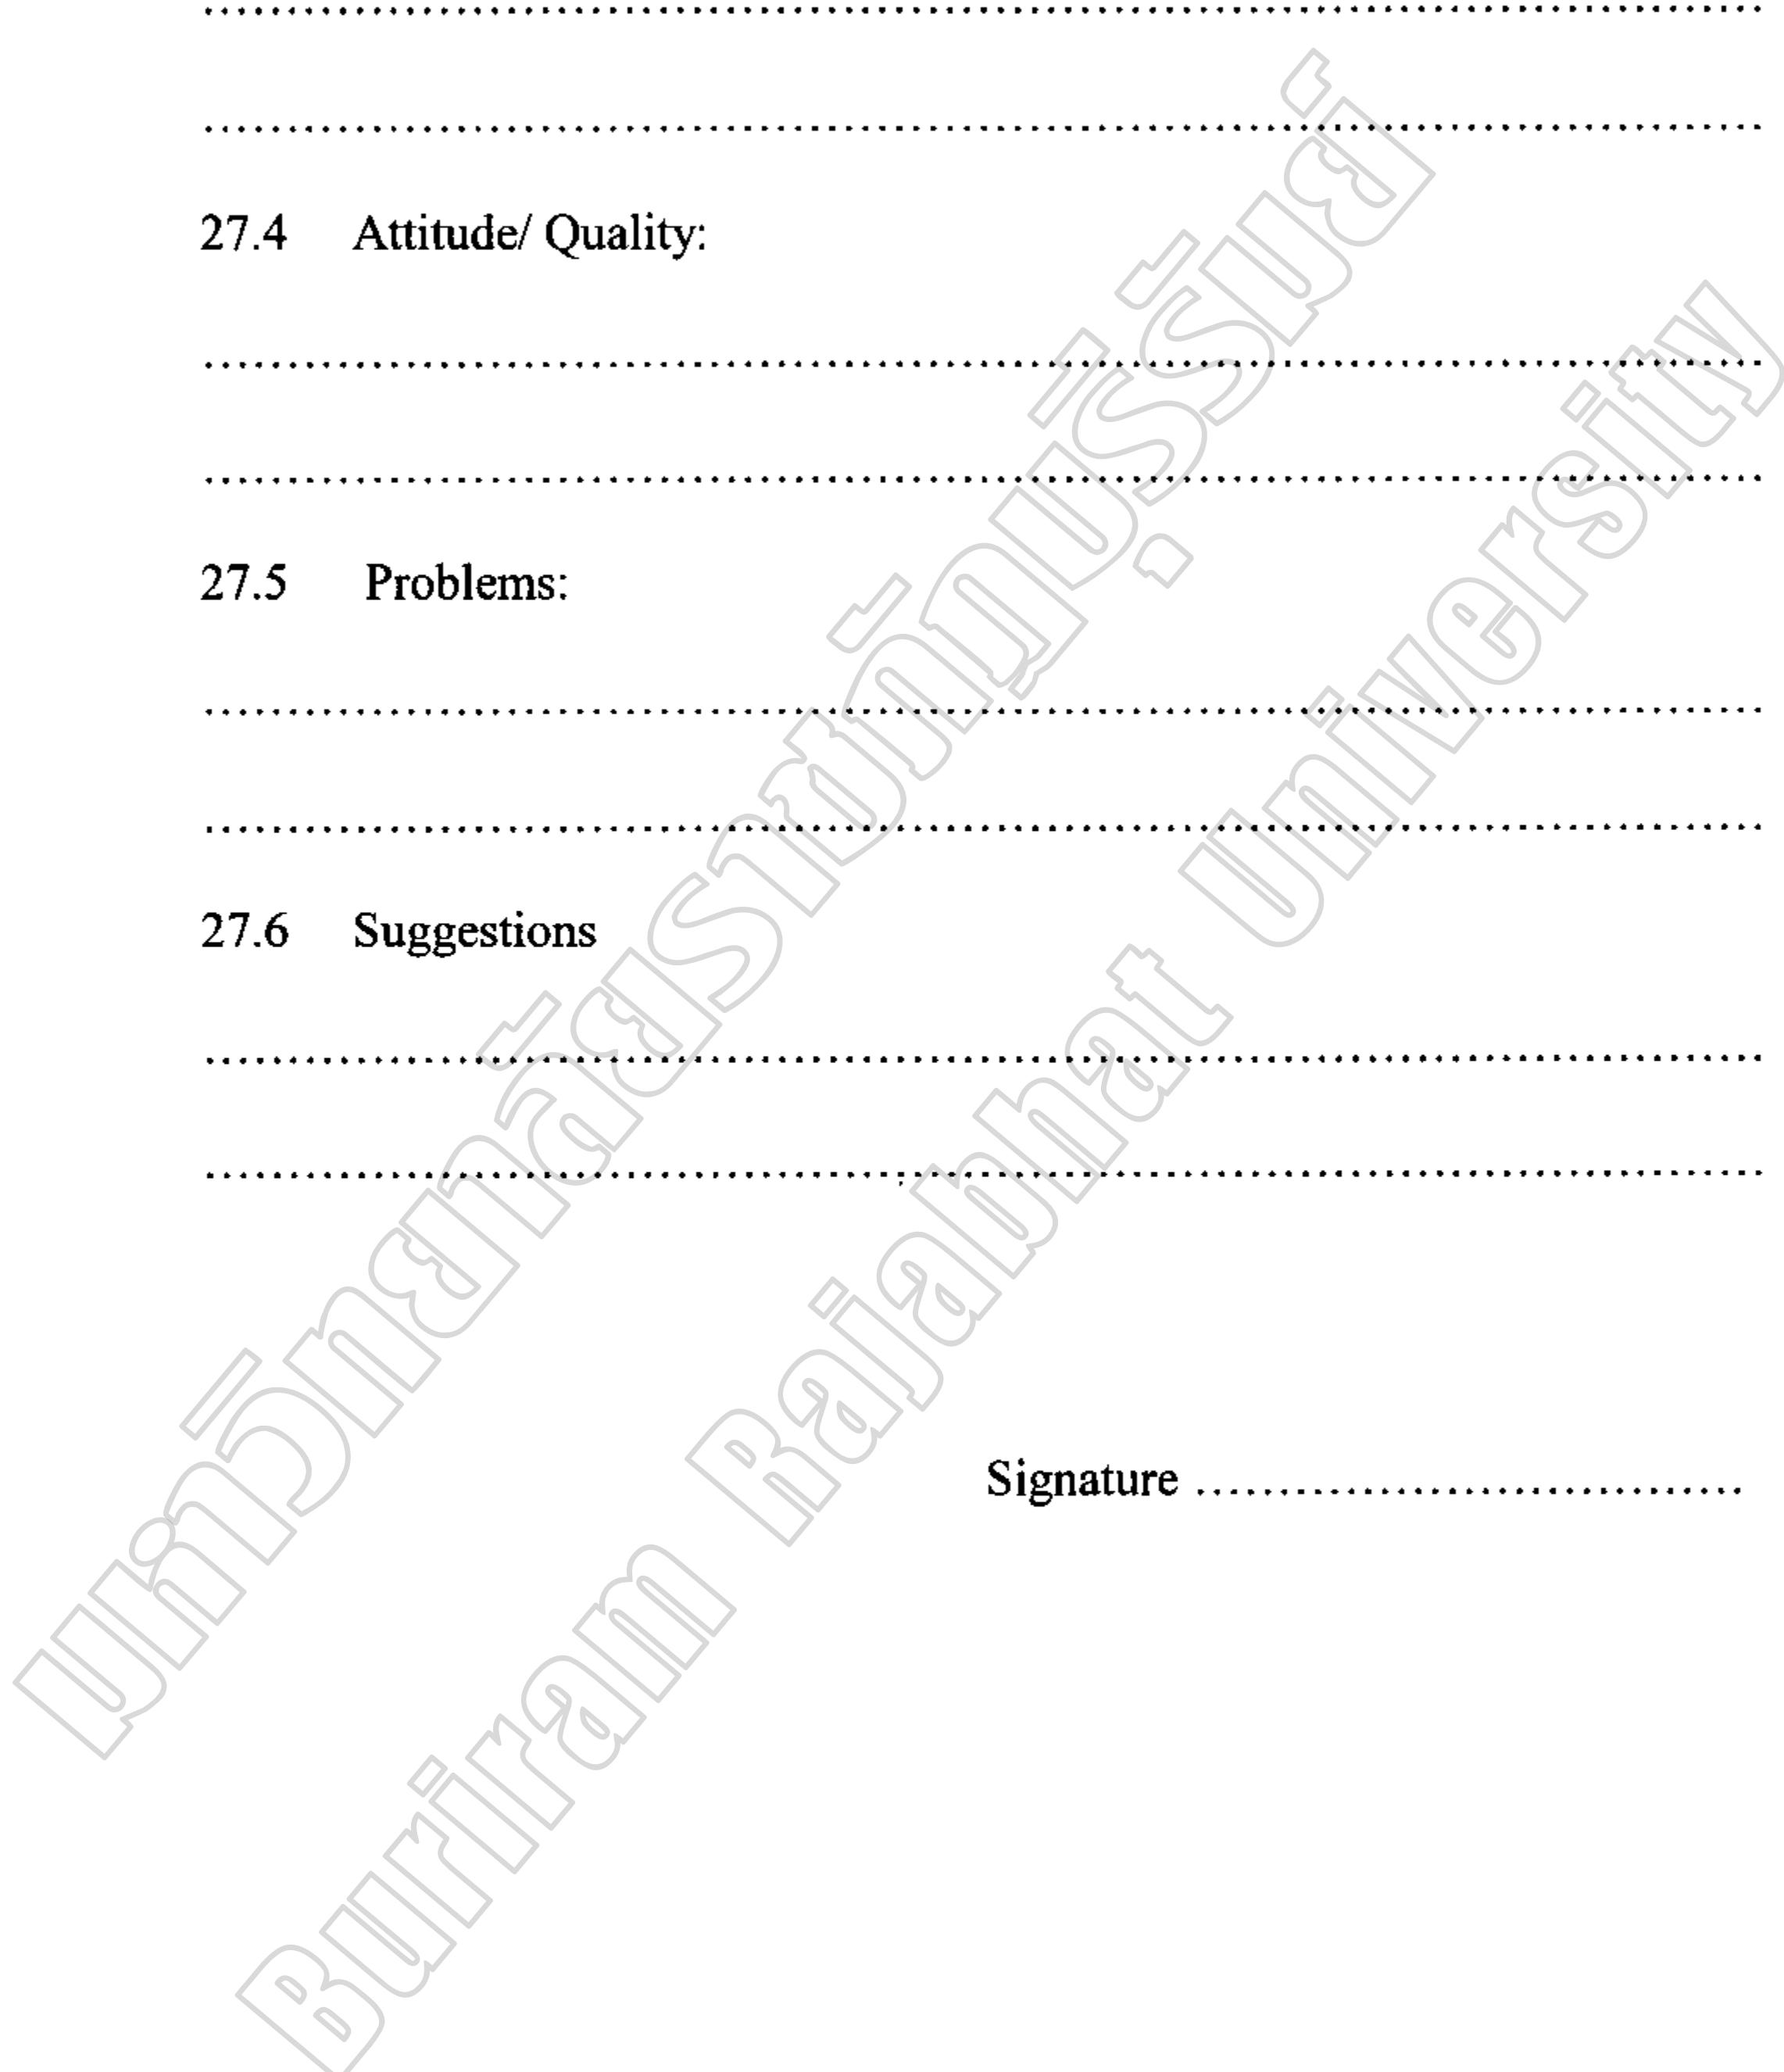 ........................................................................................
........................................................................................
27.4 Attitude/ Quality:
........................................................................................
........................................................................................
27.5 Problems:
........................................................................................
........................................................................................
27.6 Suggestions
........................................................................................
........................................................................................
Signature .................................
มหาวิทยาลัยราชภัฏบุรีรัมย์
Buriram Rajabhat University